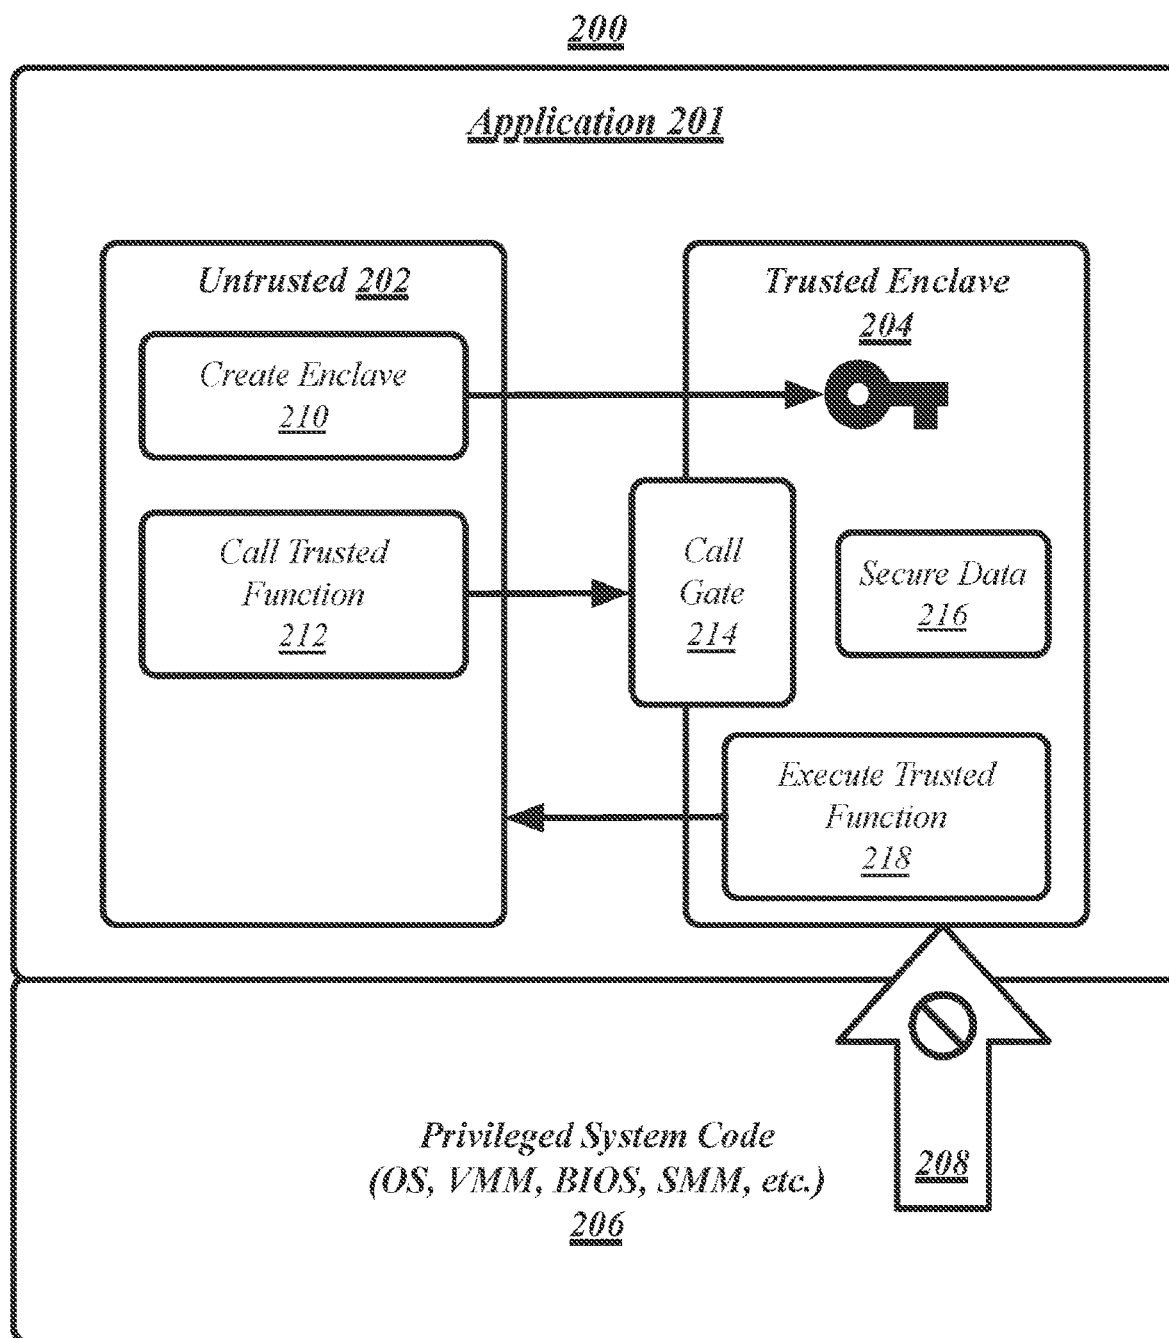 200
Application 201
Untrusted 202
Create Enclave
210
Call Trusted
Function
212
Trusted Enclave
204
Call
Gate
214
Secure Data
216
Execute Trusted
Function
218
208
Privileged System Code
(OS, VMM, BIOS, SMM, etc.)
206